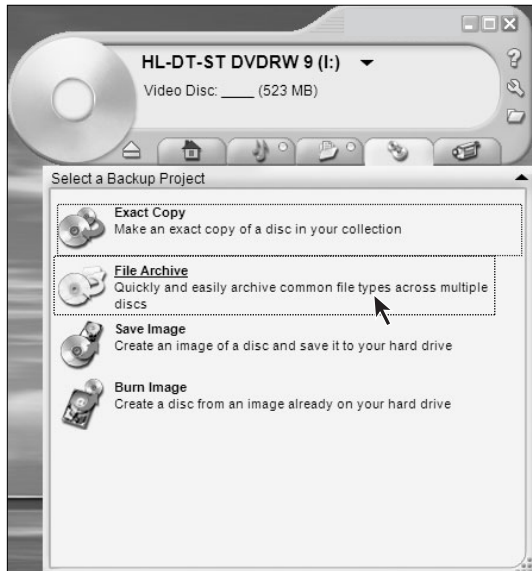 HL-DT-ST DVDRW 9 (I:)
Video Disc: ____ (523 MB)
Select a Backup Project
Exact Copy
Make an exact copy of a disc in your collection
File Archive
Quickly and easily archive common file types across multiple
discs
Save Image
Create an image of a disc and save it to your hard drive
Burn Image
Create a disc from an image already on your hard drive